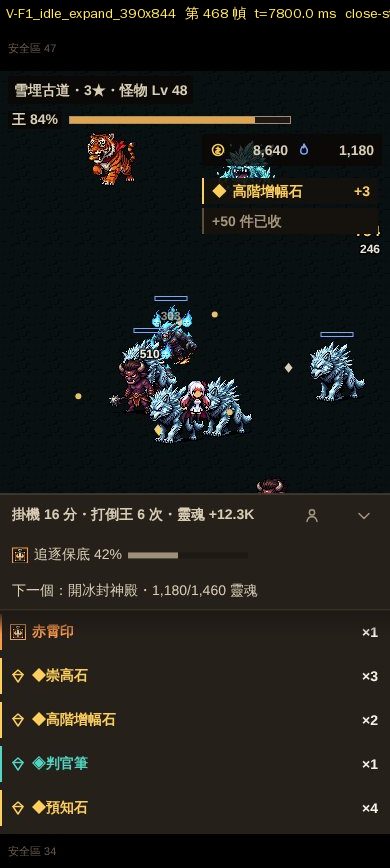 V-F1_idle_expand_390x844 第 468 幀 t=7800.0 ms close-s
安全區 47
雪埋古道・3★・怪物 Lv 48
王 84%
8,640 1,180
◆ 高階增幅石 +3
+50 件已收
246
303
510
掛機 16 分・打倒王 6 次・靈魂 +12.3K
追逐保底 42%
下一個：開冰封神殿・1,180/1,460 靈魂
赤霄印 ×1
◆崇高石 ×3
◆高階增幅石 ×2
◈判官筆 ×1
◆預知石 ×4
安全區 34